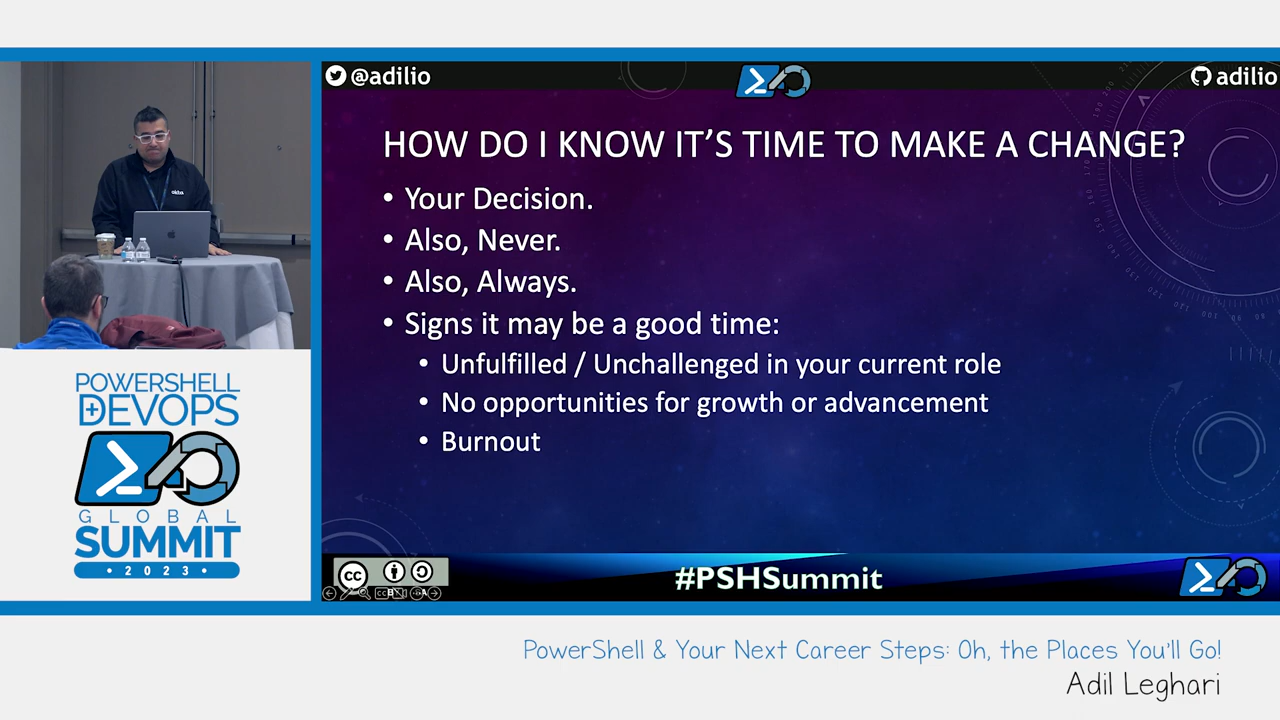 @adilio
adilio
HOW DO I KNOW IT'S TIME TO MAKE A CHANGE?
• Your Decision.
• Also, Never.
• Also, Always.
• Signs it may be a good time:
• Unfulfilled / Unchallenged in your current role
• No opportunities for growth or advancement
• Burnout
#PSHSummit
cc
POWERSHELL
+DEVOPS
GLOBAL
SUMMIT
• 2023 •
PowerShell & Your Next Career Steps: Oh, the Places You'll Go!
Adil Leghari